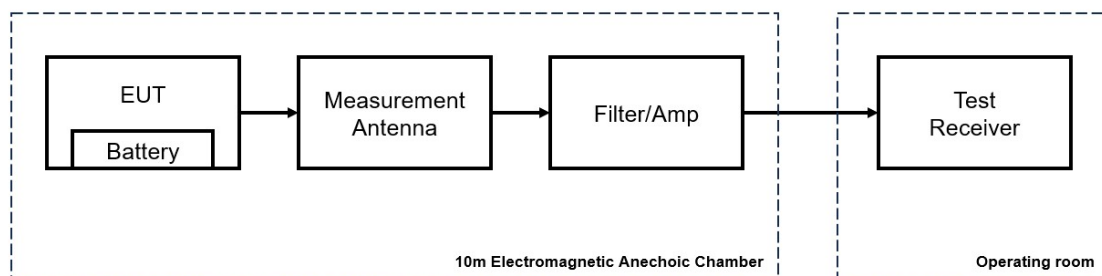 EUT
Battery
Measurement
Antenna
Filter/Amp
Test
Receiver
10m Electromagnetic Anechoic Chamber
Operating room